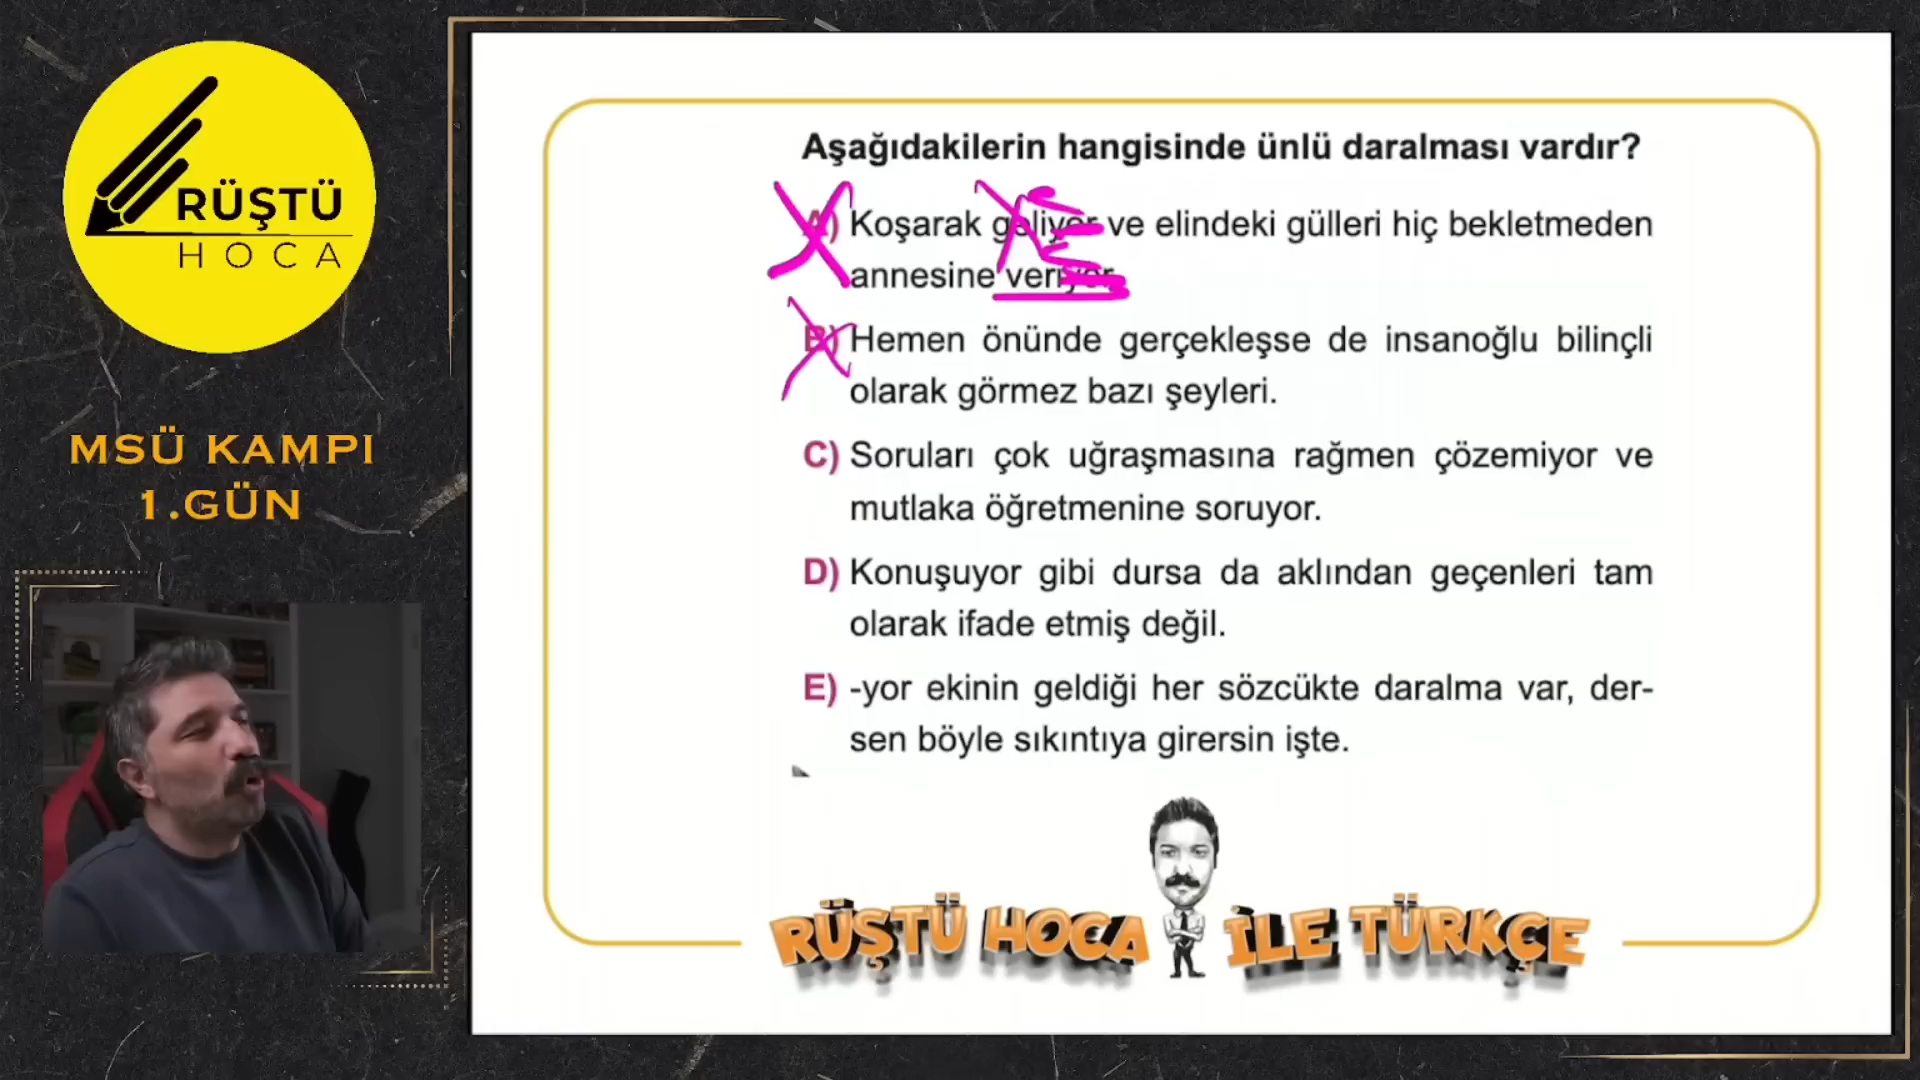 RÜŞTÜ
HOCA
MSÜ KAMPI
1.GÜN
Aşağıdakilerin hangisinde ünlü daralması vardır?
A) Koşarak geliyor ve elindeki gülleri hiç bekletmeden
annesine veriyor.
B) Hemen önünde gerçekleşse de insanoğlu bilinçli
olarak görmez bazı şeyleri.
C) Soruları çok uğraşmasına rağmen çözemiyor ve
mutlaka öğretmenine soruyor.
D) Konuşuyor gibi dursa da aklından geçenleri tam
olarak ifade etmiş değil.
E) -yor ekinin geldiği her sözcükte daralma var, der-
sen böyle sıkıntıya girersin işte.
RÜŞTÜ HOCA İLE TÜRKÇE